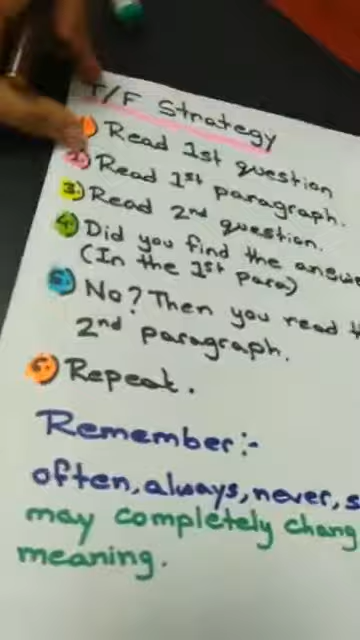 T/F Strategy
1. Read 1st question
2. Read 1st paragraph.
3. Read 2nd question.
4. Did you find the
(In the 1st Para)
5. No? Then you read
2nd paragraph.
6. Repeat.
Remember:-
often, always, never,
may completely
meaning.